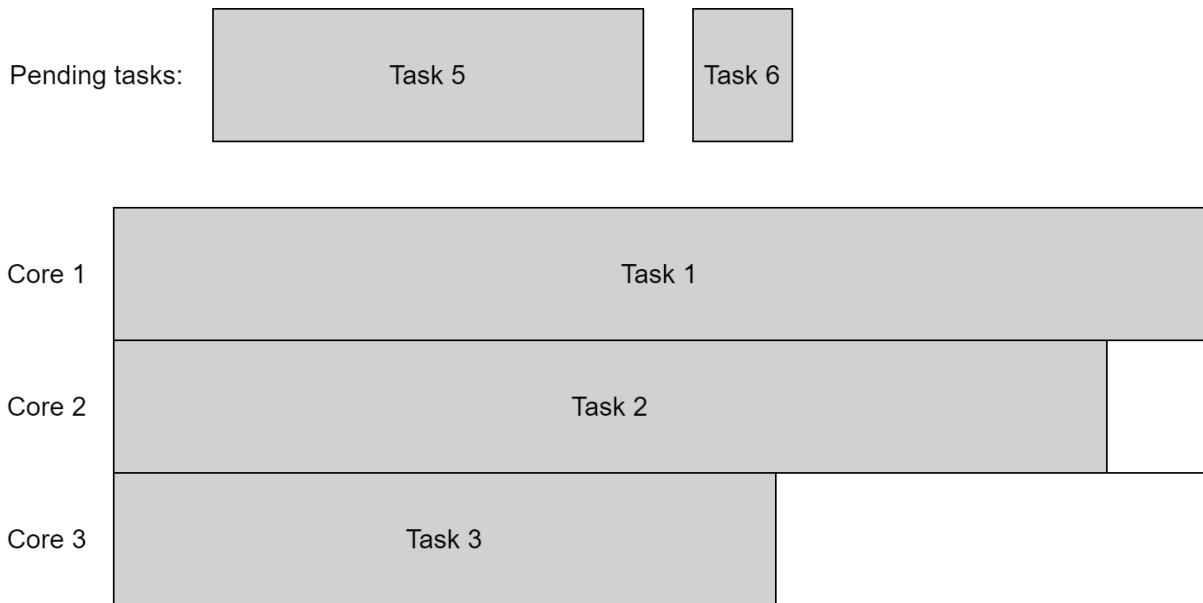 Pending tasks:
Task 5
Task 6
Core 1
Task 1
Core 2
Task 2
Core 3
Task 3